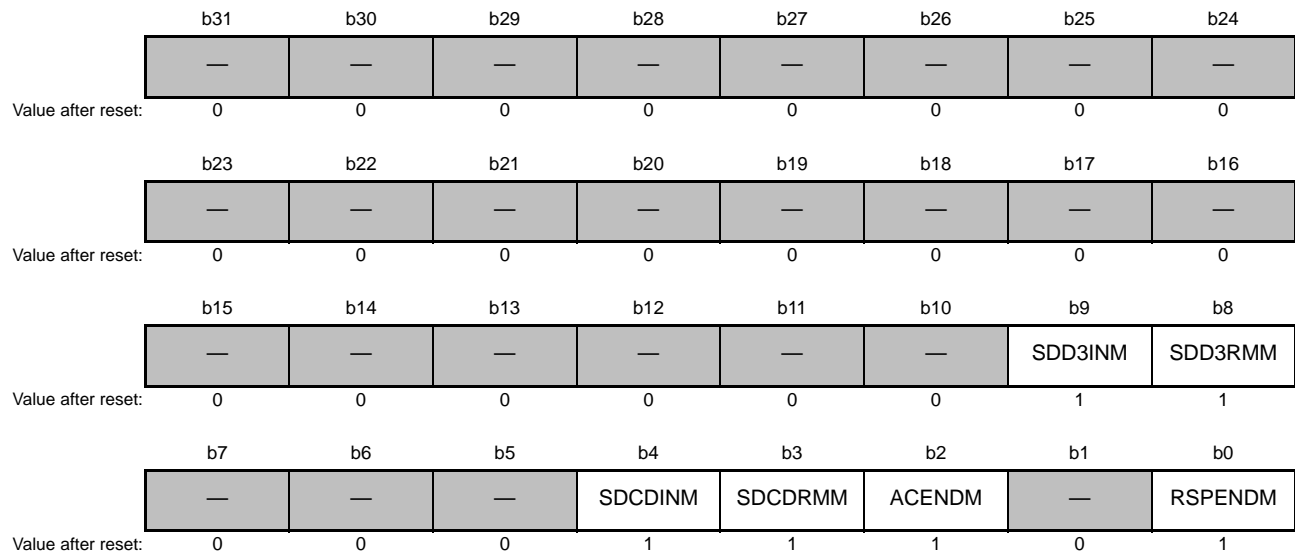 b31 b30 b29 b28 b27 b26 b25 b24
— — — — — — — —
Value after reset: 0 0 0 0 0 0 0 0
b23 b22 b21 b20 b19 b18 b17 b16
— — — — — — — —
Value after reset: 0 0 0 0 0 0 0 0
b15 b14 b13 b12 b11 b10 b9 b8
— — — — — — SDD3INM SDD3RMM
Value after reset: 0 0 0 0 0 0 1 1
b7 b6 b5 b4 b3 b2 b1 b0
— — — SDCDINM SDCDRMM ACENDM — RSPENDM
Value after reset: 0 0 0 1 1 1 0 1